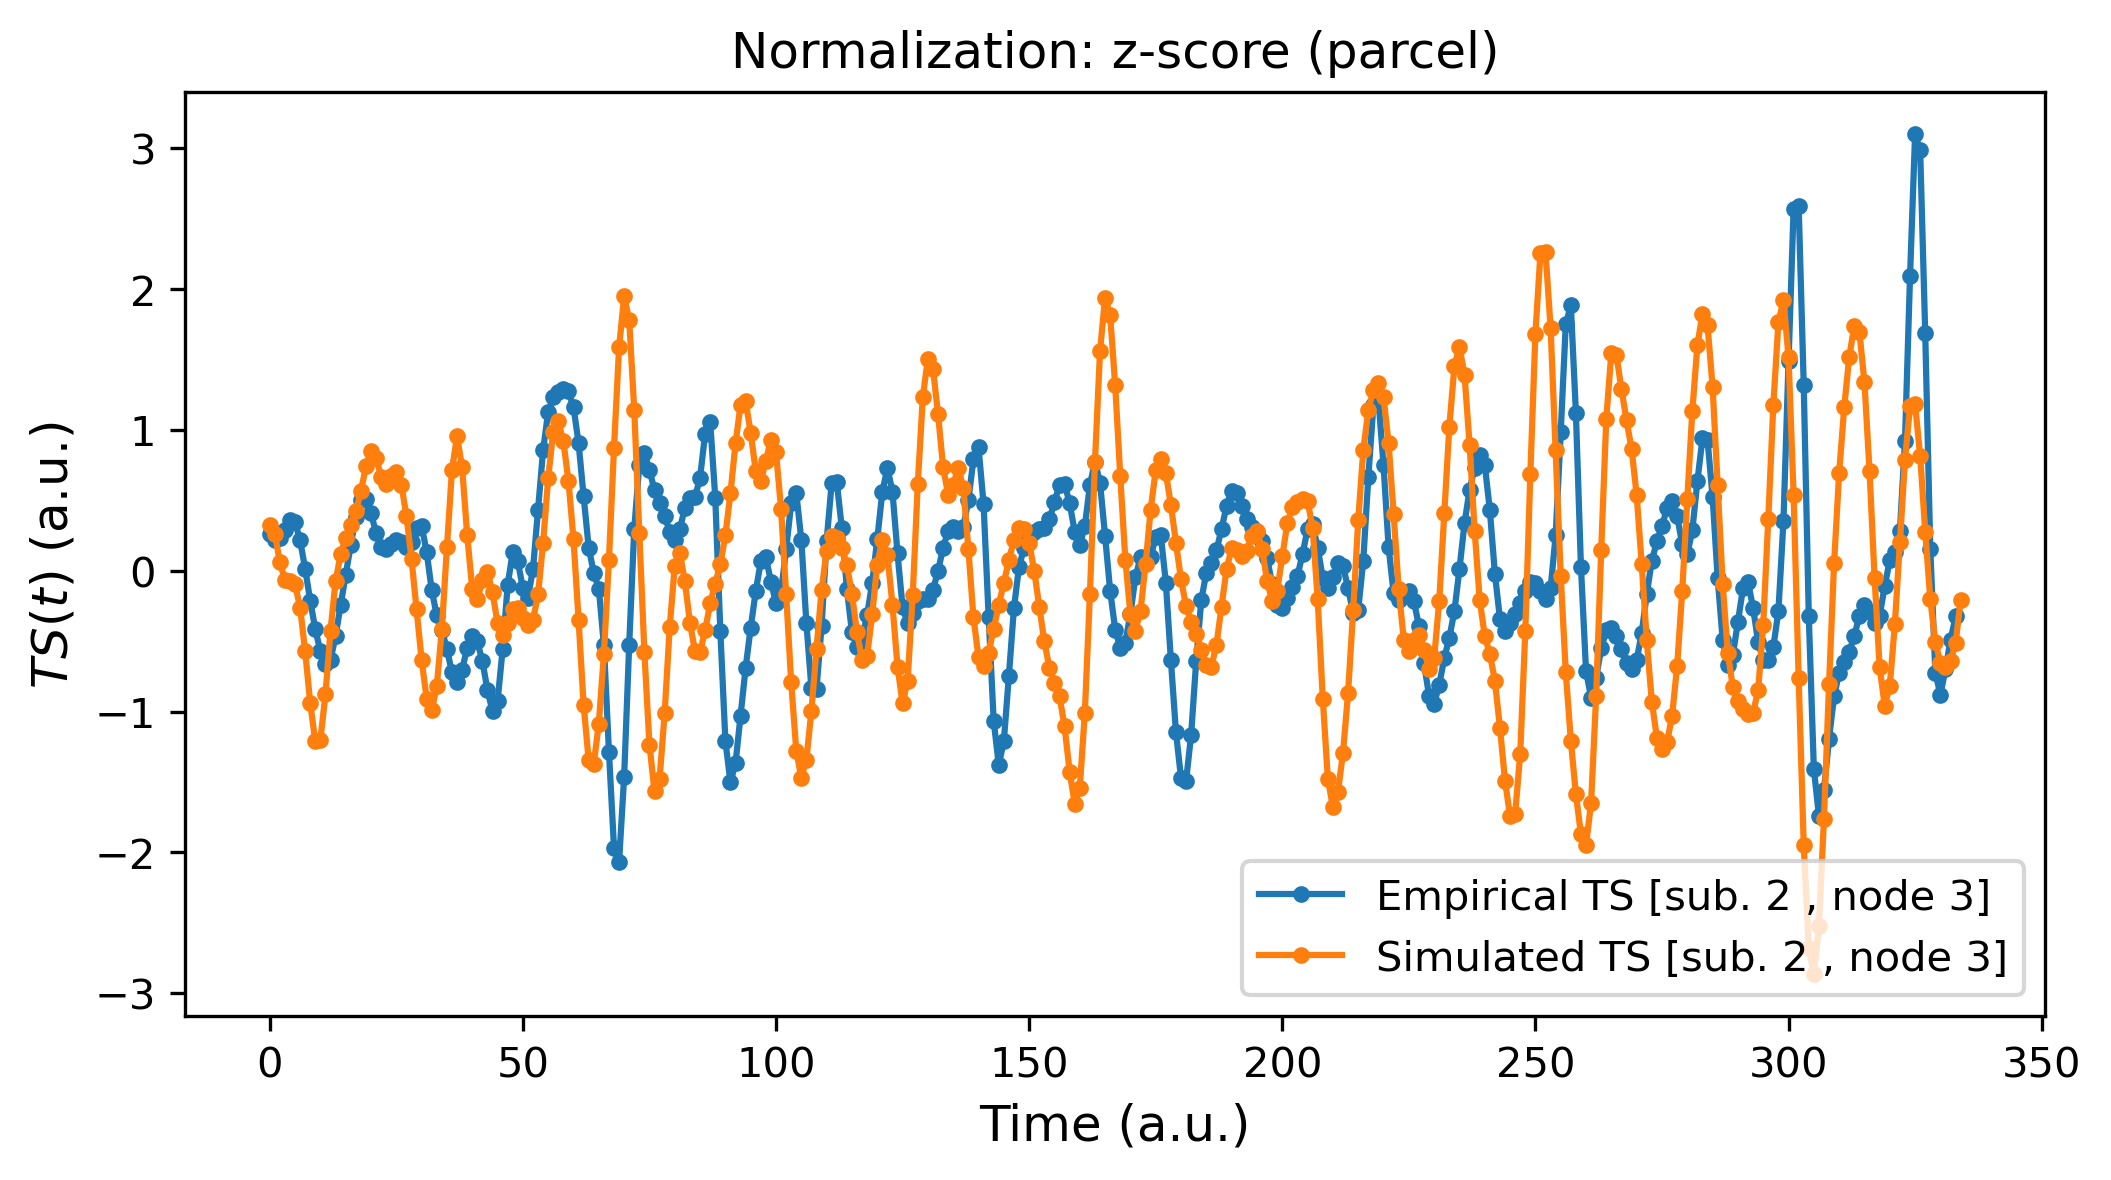 Normalization: z-score (parcel)
TS(t) (a.u.)
3
2
1
0
−1
−2
−3
Empirical TS [sub. 2 , node 3]
Simulated TS [sub. 2 , node 3]
0 50 100 150 200 250 300 350
Time (a.u.)